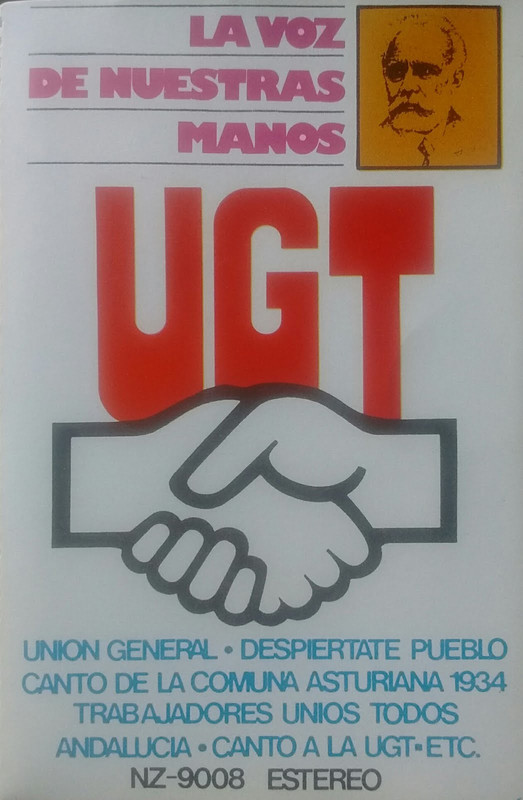 LA VOZ
DE NUESTRAS
MANOS
UGT
UNION GENERAL • DESPIERTATE PUEBLO
CANTO DE LA COMUNA ASTURIANA 1934
TRABAJADORES UNIOS TODOS
ANDALUCIA • CANTO A LA UGT • ETC.
NZ-9008 ESTEREO